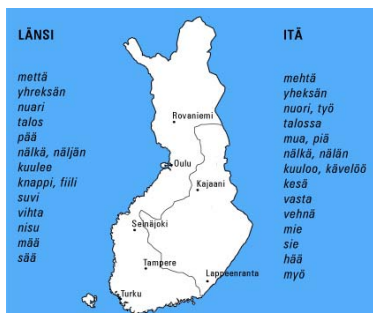 LÄNSI
mettä
yhreksän
nuari
talos
pää
nälkä, näljän
kuulee
knappi, fiili
suvi
vihta
nisu
mää
sää
Rovaniemi
Oulu
Kajaani
Seinäjoki
Tampere
Lappeenranta
Turku
ITÄ
mehtä
yheksän
nuori, työ
talossa
mua, piä
nälkä, nälän
kuuloo, kävelöö
kesä
vasta
vehnä
mie
sie
hää
myö